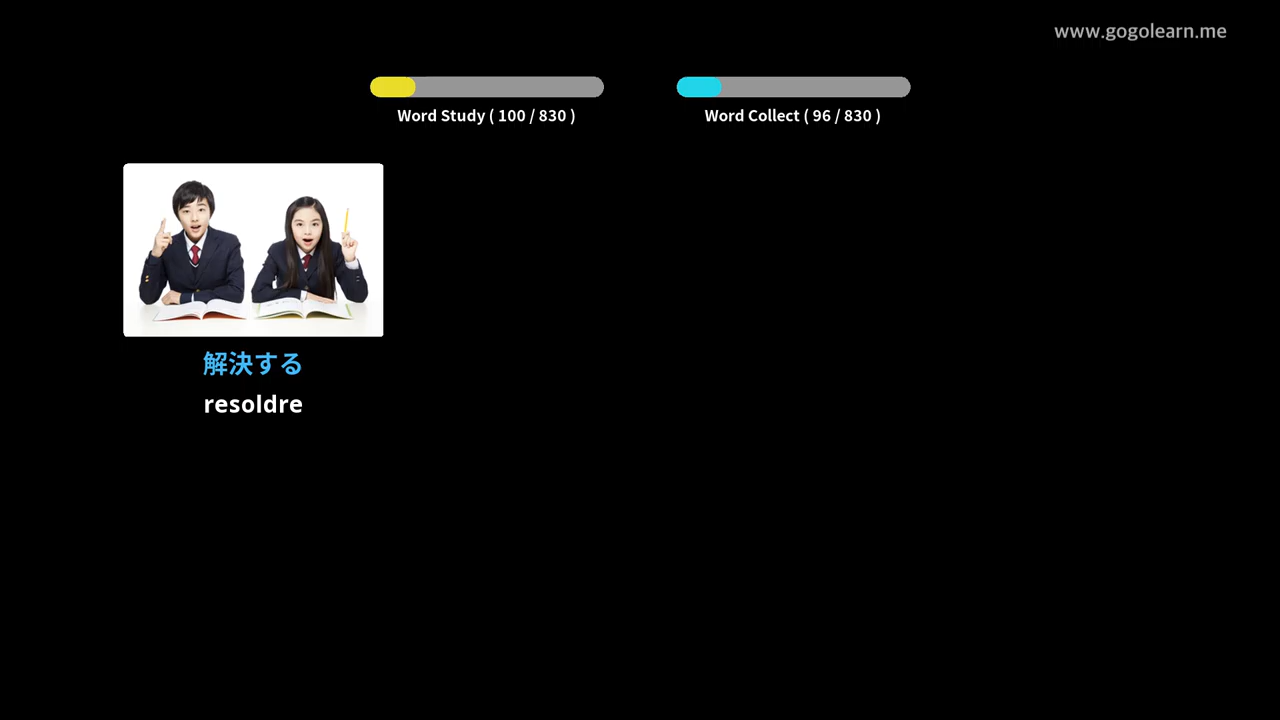 www.gogolearn.me
Word Study ( 100 / 830 )
Word Collect ( 96 / 830 )
解決する
resoldre